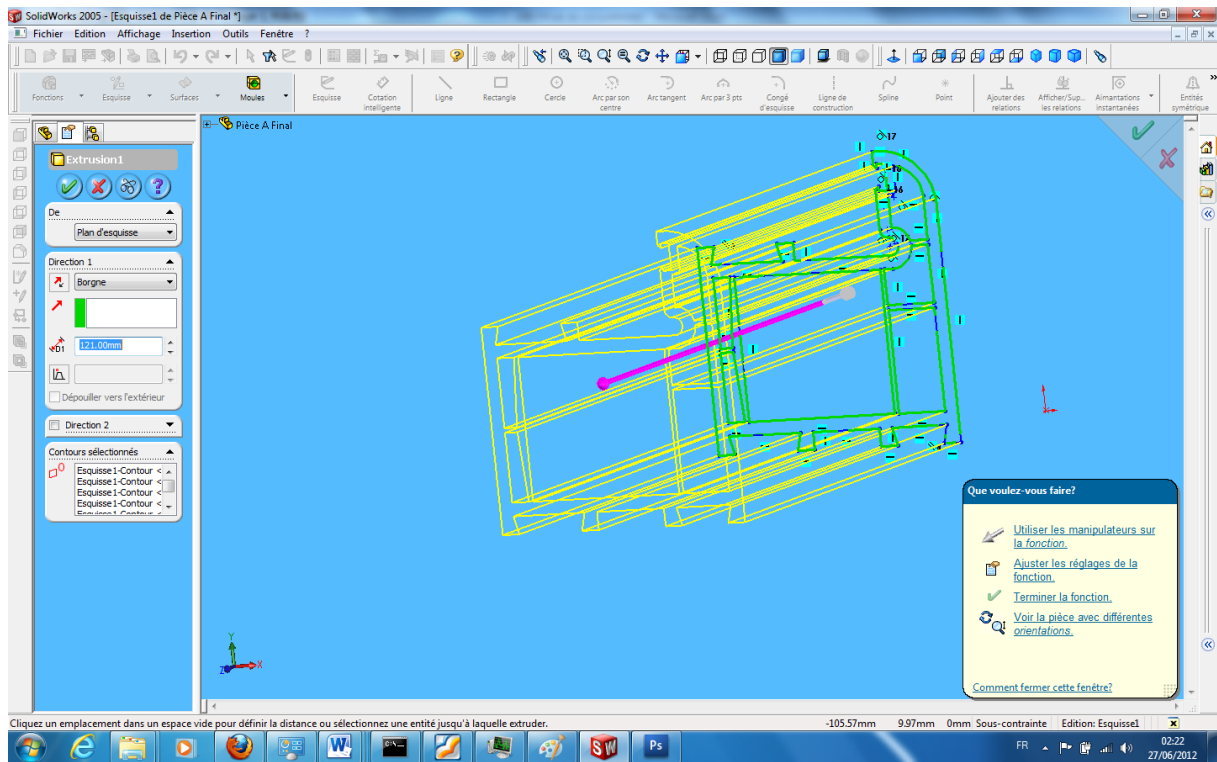 SolidWorks 2005 - [Esquisse1 de Pièce A Final *]
Fichier Edition Affichage Insertion Outils Fenêtre ?
Fonctions Esquisse Surfaces Moules Esquisse Cotation intelligente Ligne Rectangle Cercle Arc par son centre Arc tangent Arc par 3 pts Congé d'esquisse Ligne de construction Spline Point Ajouter des relations Afficher/Sup... les relations Aimantations instantanées Entités symétrique
Pièce A Final
17
Extrusion1
De
Plan d'esquisse
Direction 1
Borgne
D1
121.00mm
Dépouiller vers l'extérieur
Direction 2
Contours sélectionnés
Esquisse1-Contour <
Esquisse1-Contour <
Esquisse1-Contour <
Esquisse1-Contour <
Que voulez-vous faire?
Utiliser les manipulateurs sur
la fonction.
Ajuster les réglages de la
fonction.
Terminer la fonction.
Voir la pièce avec différentes
orientations.
Comment fermer cette fenêtre?
Y
Z X
Cliquez un emplacement dans un espace vide pour définir la distance ou sélectionnez une entité jusqu'à laquelle extruder. -105.57mm 9.97mm 0mm Sous-contrainte Edition: Esquisse1
W SW Ps FR 02:22
27/06/2012